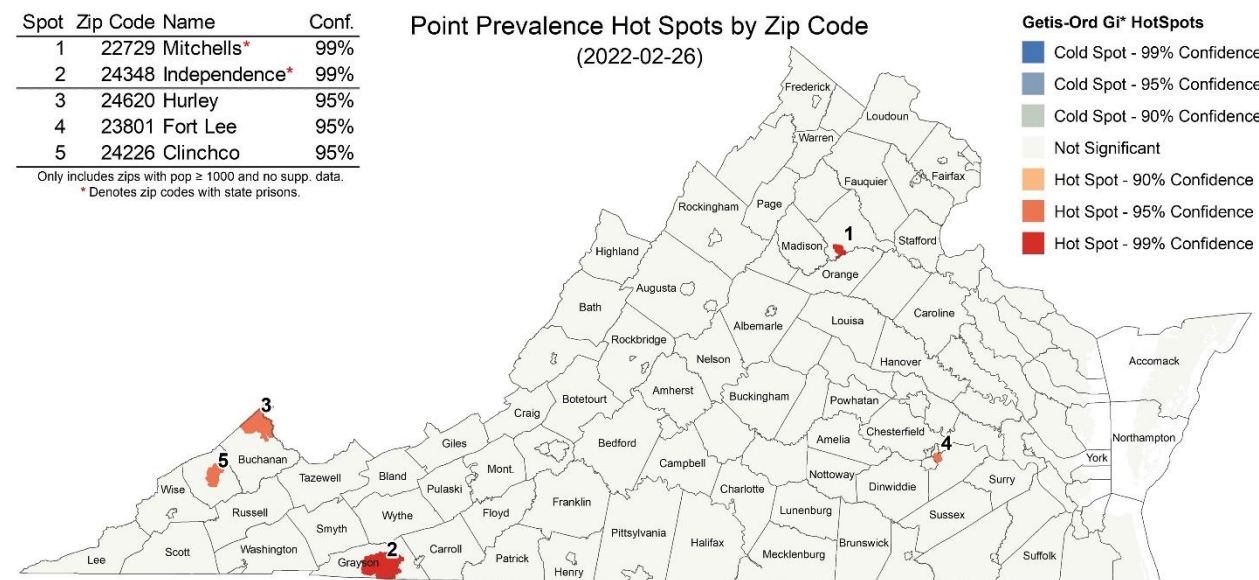 Point Prevalence Hot Spots by Zip Code
(2022-02-26)
Spot Zip Code Name Conf.
1 22729 Mitchells* 99%
2 24348 Independence* 99%
3 24620 Hurley 95%
4 23801 Fort Lee 95%
5 24226 Clinchco 95%
Only includes zips with pop ≥ 1000 and no supp. data.
* Denotes zip codes with state prisons.
Getis-Ord Gi* HotSpots
Cold Spot - 99% Confidence
Cold Spot - 95% Confidence
Cold Spot - 90% Confidence
Not Significant
Hot Spot - 90% Confidence
Hot Spot - 95% Confidence
Hot Spot - 99% Confidence
Frederick
Loudoun
Warren
Fairfax
Fauquier
Page
Rockingham
1
Stafford
Madison
Highland
Orange
Augusta
Bath
Caroline
Louisa
Albemarle
Rockbridge
Nelson
Hanover
Accomack
Amherst
Buckingham
Botetourt
Powhatan
3
Craig
Chesterfield
Northampton
Amelia
4
Giles
Bedford
5
Buchanan
York
Campbell
Mont.
Nottoway
Tazewell
Bland
Surry
Dinwiddie
Wise
Pulaski
Charlotte
Franklin
Lunenburg
Russell
Floyd
Wythe
Sussex
Smyth
Pittsylvania
Halifax
Brunswick
Washington
2
Carroll
Scott
Mecklenburg
Suffolk
Lee
Grayson
Patrick
Henry